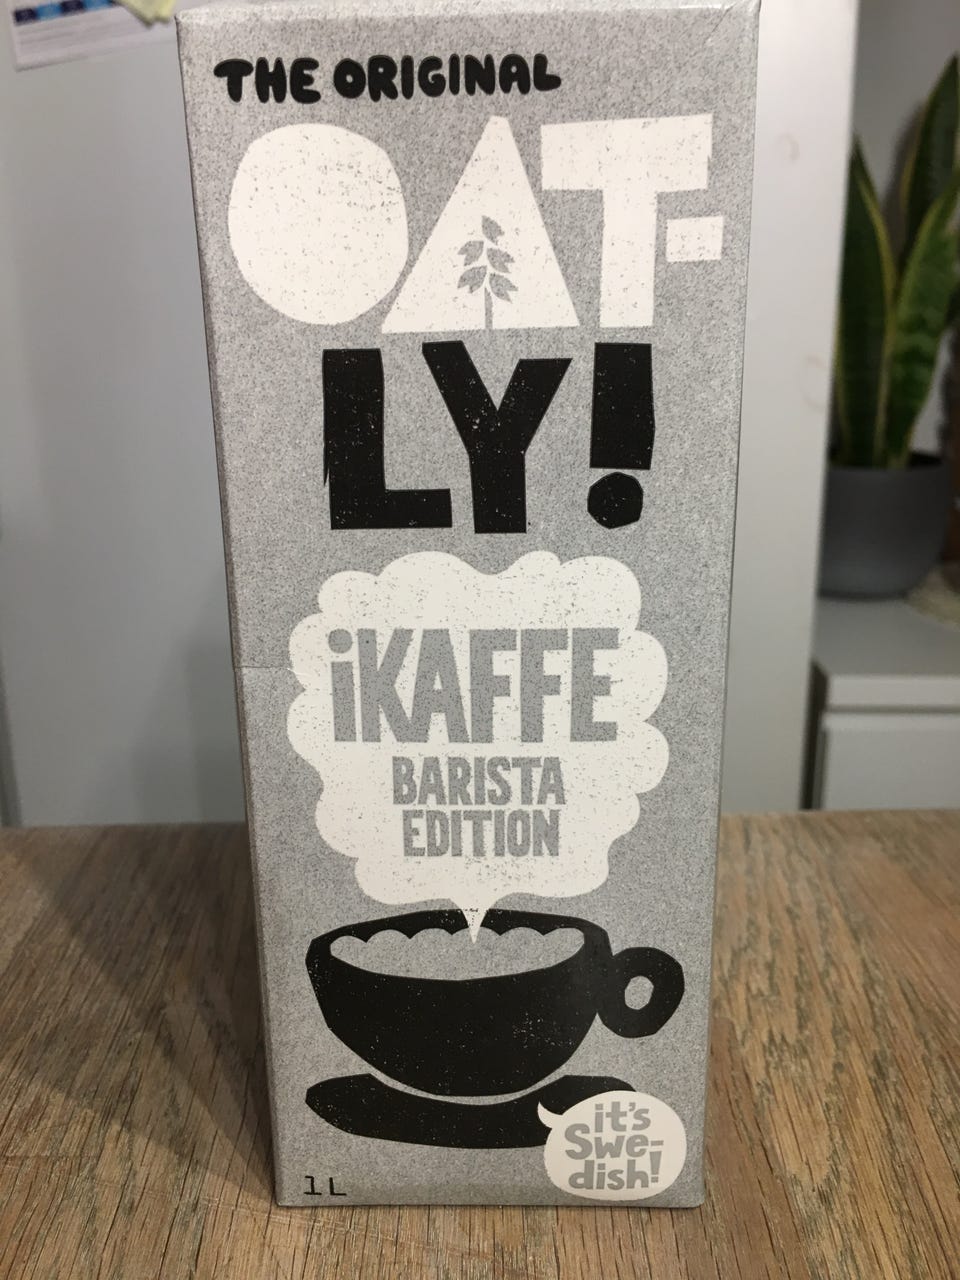 THE ORIGINAL
OAT-
LY!
iKAFFE
BARISTA
EDITION
it's
Swe-
dish!
1L